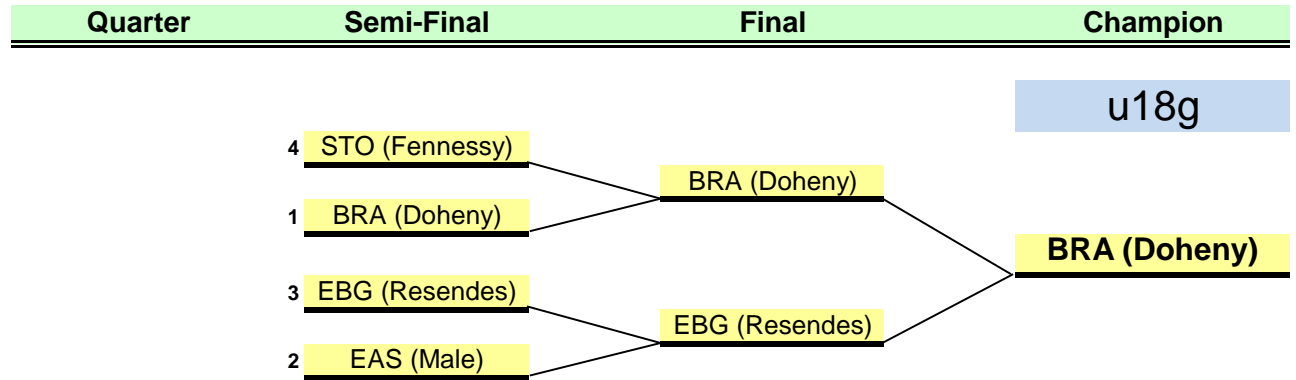 Quarter Semi-Final Final Champion
u18g
4 STO (Fennessy)
BRA (Doheny)
1 BRA (Doheny)
BRA (Doheny)
3 EBG (Resendes)
EBG (Resendes)
2 EAS (Male)